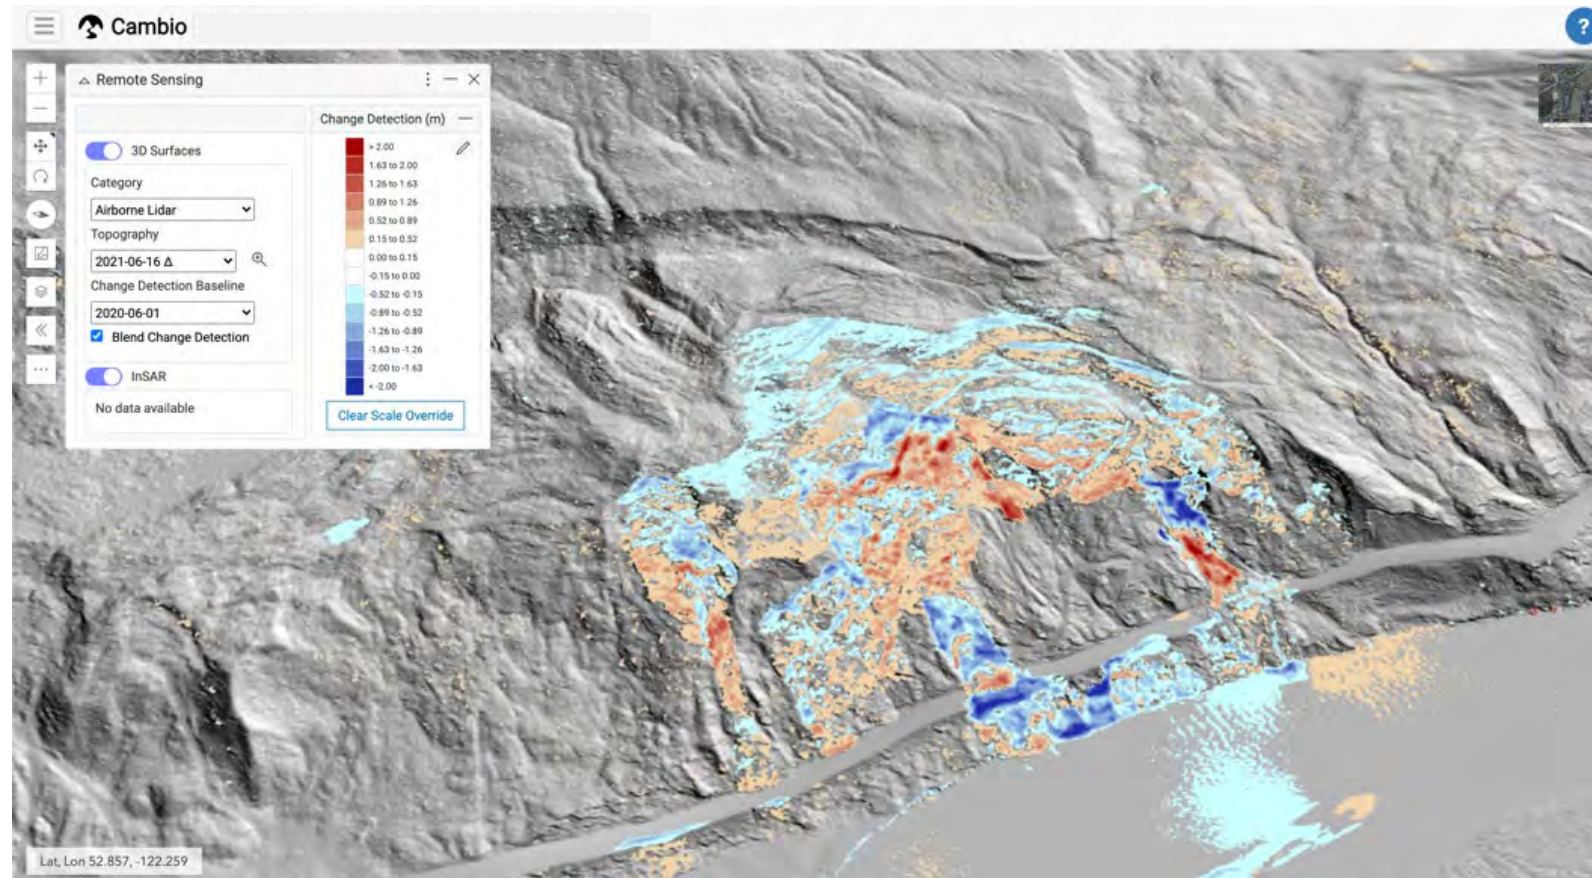 Cambio
?
Remote Sensing
3D Surfaces
Category
Airborne Lidar
Topography
2021-06-16 Δ
Change Detection Baseline
2020-06-01
Blend Change Detection
InSAR
No data available
Change Detection (m)
> 2.00
1.63 to 2.00
1.26 to 1.63
0.89 to 1.26
0.52 to 0.89
0.15 to 0.52
0.00 to 0.15
-0.15 to 0.00
-0.52 to -0.15
-0.89 to -0.52
-1.26 to -0.89
-1.63 to -1.26
-2.00 to -1.63
< -2.00
Clear Scale Override
Lat, Lon 52.857, -122.259